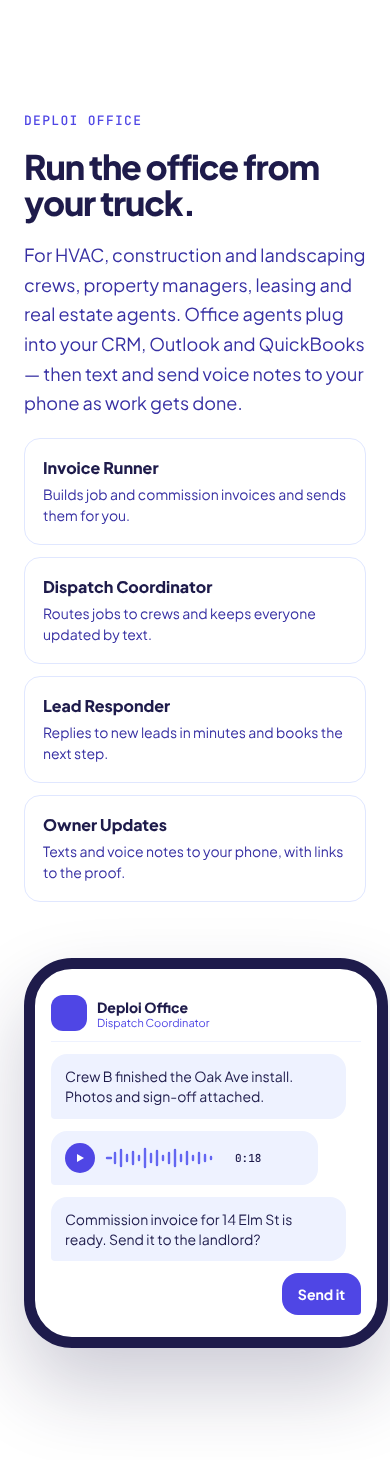 DEPLOI OFFICE
Run the office from
your truck.
For HVAC, construction and landscaping
crews, property managers, leasing and
real estate agents. Office agents plug
into your CRM, Outlook and QuickBooks
— then text and send voice notes to your
phone as work gets done.
Invoice Runner
Builds job and commission invoices and sends
them for you.
Dispatch Coordinator
Routes jobs to crews and keeps everyone
updated by text.
Lead Responder
Replies to new leads in minutes and books the
next step.
Owner Updates
Texts and voice notes to your phone, with links
to the proof.
Deploi Office
Dispatch Coordinator
Crew B finished the Oak Ave install.
Photos and sign-off attached.
0:18
Commission invoice for 14 Elm St is
ready. Send it to the landlord?
Send it